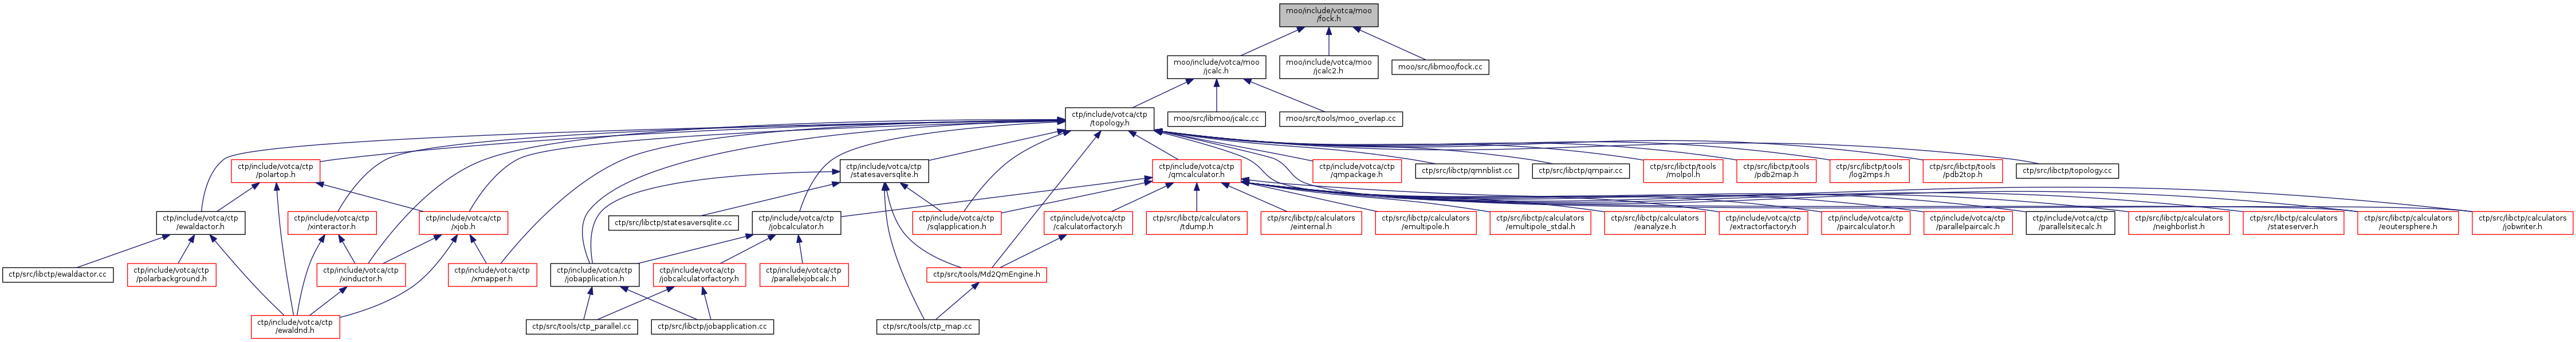 moo/include/votca/moo
/fock.h
moo/include/votca/moo
/jcalc.h
moo/include/votca/moo
/jcalc2.h
moo/src/libmoo/fock.cc
ctp/include/votca/ctp
/topology.h
moo/src/libmoo/jcalc.cc
moo/src/tools/moo_overlap.cc
ctp/include/votca/ctp
/polartop.h
ctp/include/votca/ctp
/statesaversqlite.h
ctp/include/votca/ctp
/qmcalculator.h
ctp/include/votca/ctp
/qmpackage.h
ctp/src/libctp/qmnblist.cc
ctp/src/libctp/qmpair.cc
ctp/src/libctp/tools
/molpol.h
ctp/src/libctp/tools
/pdb2map.h
ctp/src/libctp/tools
/log2mps.h
ctp/src/libctp/tools
/pdb2top.h
ctp/src/libctp/topology.cc
ctp/include/votca/ctp
/ewaldactor.h
ctp/include/votca/ctp
/xinteractor.h
ctp/include/votca/ctp
/xjob.h
ctp/src/libctp/statesaversqlite.cc
ctp/include/votca/ctp
/jobcalculator.h
ctp/include/votca/ctp
/sqlapplication.h
ctp/include/votca/ctp
/calculatorfactory.h
ctp/src/libctp/calculators
/tdump.h
ctp/src/libctp/calculators
/einternal.h
ctp/src/libctp/calculators
/emultipole.h
ctp/src/libctp/calculators
/emultipole_stdal.h
ctp/src/libctp/calculators
/eanalyze.h
ctp/include/votca/ctp
/extractorfactory.h
ctp/include/votca/ctp
/paircalculator.h
ctp/include/votca/ctp
/parallelpaircalc.h
ctp/include/votca/ctp
/parallelsitecalc.h
ctp/src/libctp/calculators
/neighborlist.h
ctp/src/libctp/calculators
/stateserver.h
ctp/src/libctp/calculators
/eoutersphere.h
ctp/src/libctp/calculators
/jobwriter.h
ctp/src/libctp/ewaldactor.cc
ctp/include/votca/ctp
/polarbackground.h
ctp/include/votca/ctp
/xinductor.h
ctp/include/votca/ctp
/xmapper.h
ctp/include/votca/ctp
/jobapplication.h
ctp/include/votca/ctp
/jobcalculatorfactory.h
ctp/include/votca/ctp
/parallelxjobcalc.h
ctp/src/tools/Md2QmEngine.h
ctp/include/votca/ctp
/ewaldnd.h
ctp/src/tools/ctp_parallel.cc
ctp/src/libctp/jobapplication.cc
ctp/src/tools/ctp_map.cc